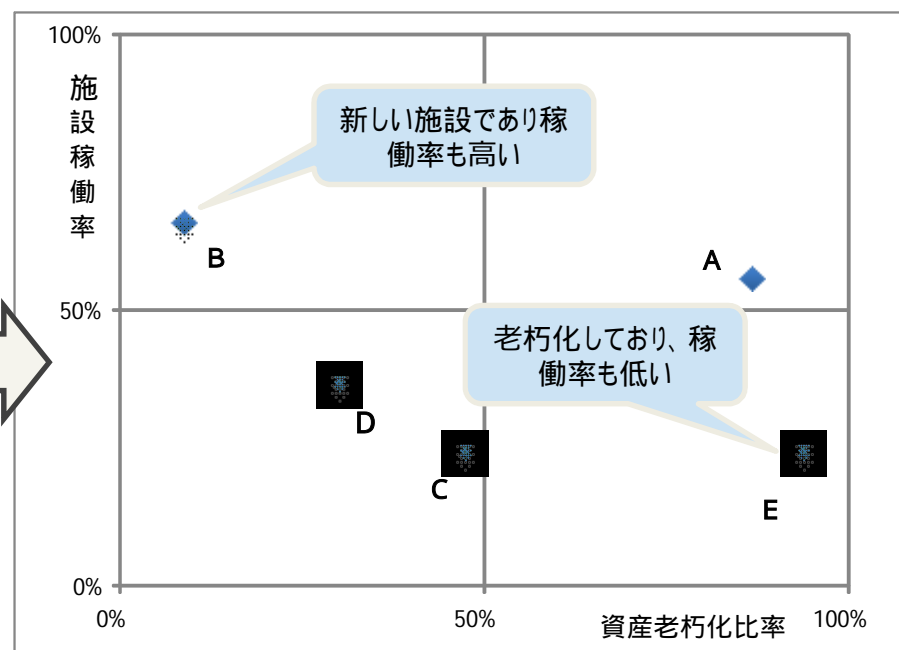 100%
施設稼働率
新しい施設であり稼
働率も高い
B
A
50%
老朽化しており、稼
働率も低い
D
C
E
0%
0%
50%
資産老朽化比率
100%